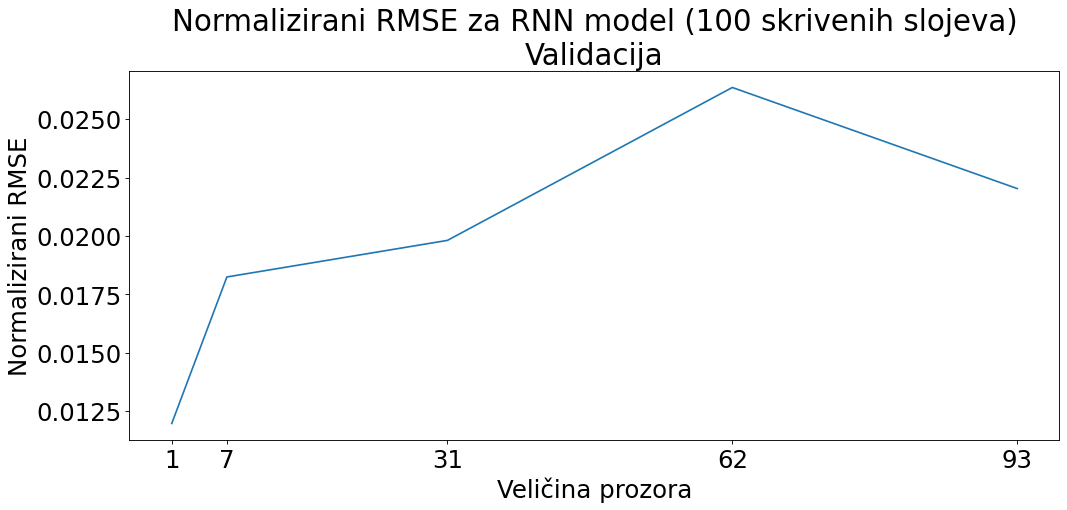 Normalizirani RMSE za RNN model (100 skrivenih slojeva)
Validacija
Normalizirani RMSE
0.0250
0.0225
0.0200
0.0175
0.0150
0.0125
1 7 31 62 93
Veličina prozora